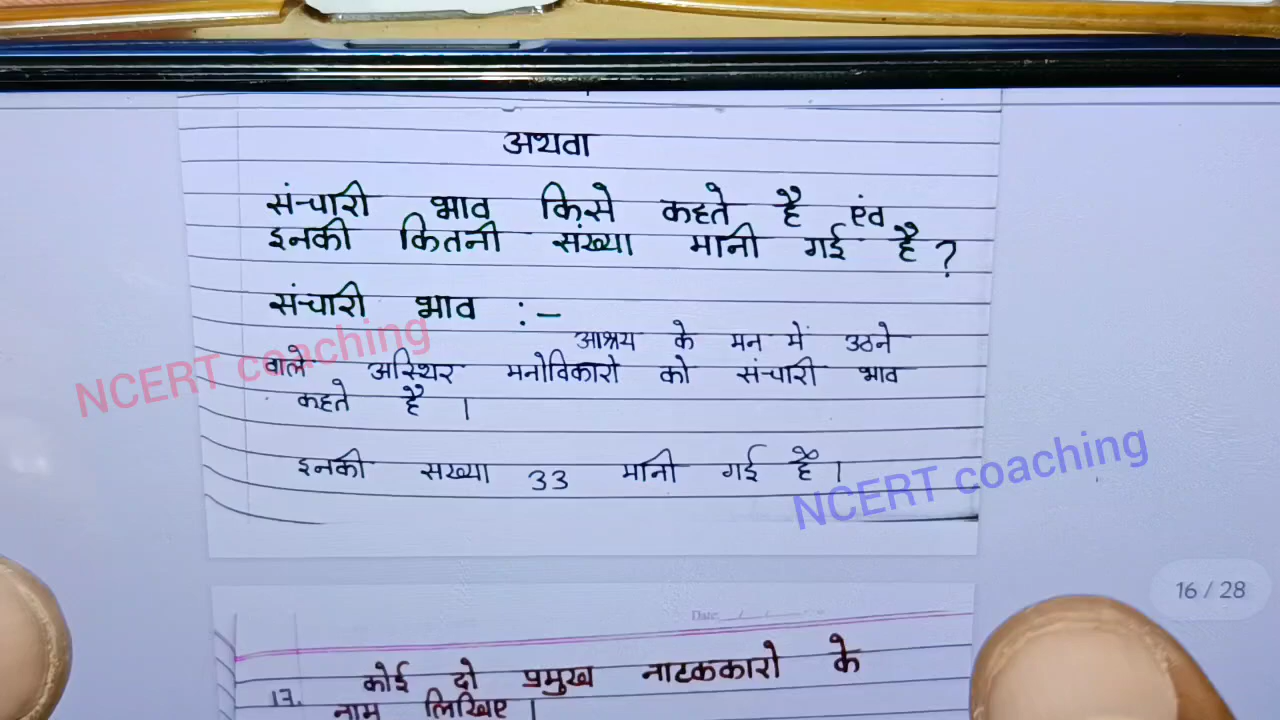 अथवा
संचारी भाव किसे कहते है एंव
इनकी कितनी संख्या मानी गई है ?
संचारी भाव :-
आश्रय के मन में उठने
वाले अस्थिर मनोविकारो को संचारी भाव
कहते है ।
NCERT coaching
इनकी सख्या 33 मानी गई है ।
NCERT coaching
16 / 28
Date
17. कोई दो प्रमुख नाटककारो के
नाम लिखिए ।